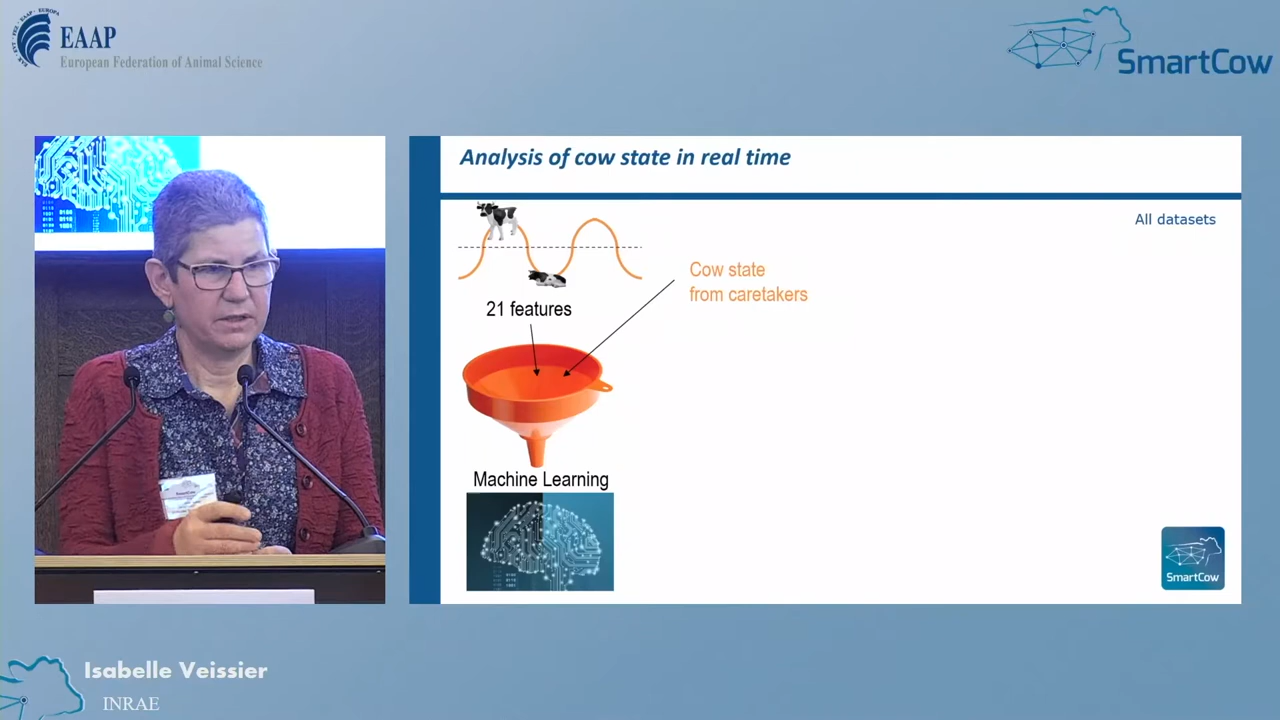 EAAP
European Federation of Animal Science
SmartCow
Analysis of cow state in real time
All datasets
Cow state
from caretakers
21 features
Machine Learning
SmartCow
Isabelle Veissier
INRAE